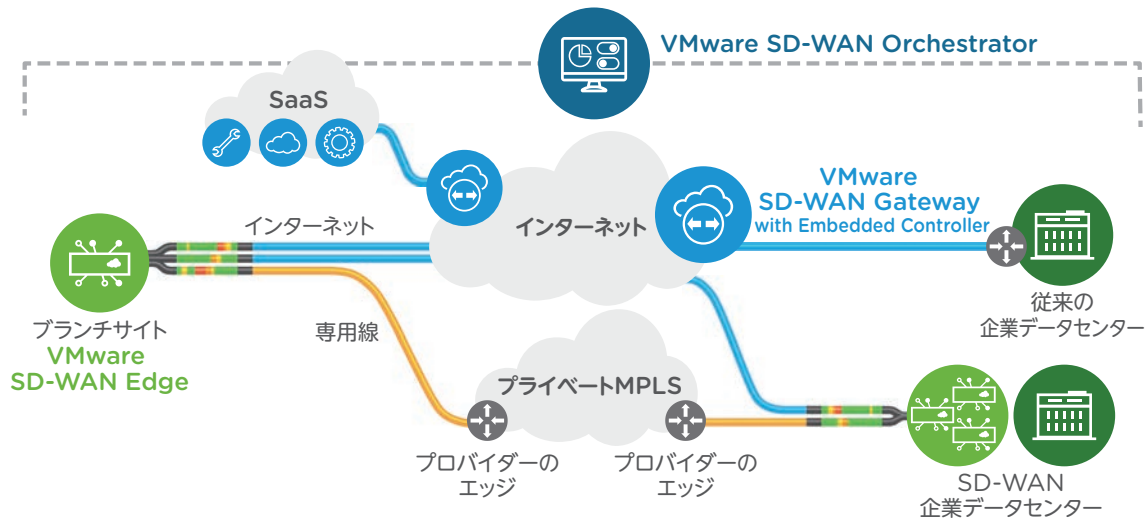 VMware SD-WAN Orchestrator
SaaS
VMware
SD-WAN Gateway
with Embedded Controller
インターネット
インターネット
ブランチサイト
VMware
SD-WAN Edge
専用線
従来の
企業データセンター
プライベートMPLS
プロバイダーの
エッジ
プロバイダーの
エッジ
SD-WAN
企業データセンター